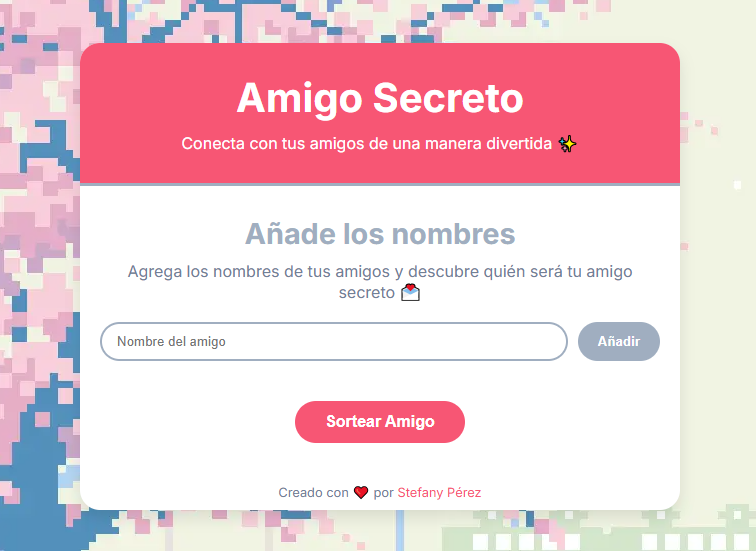 Amigo Secreto
Conecta con tus amigos de una manera divertida ✨
Añade los nombres
Agrega los nombres de tus amigos y descubre quién será tu amigo
secreto 💌
Nombre del amigo
Añadir
Sortear Amigo
Creado con ❤️ por Stefany Pérez